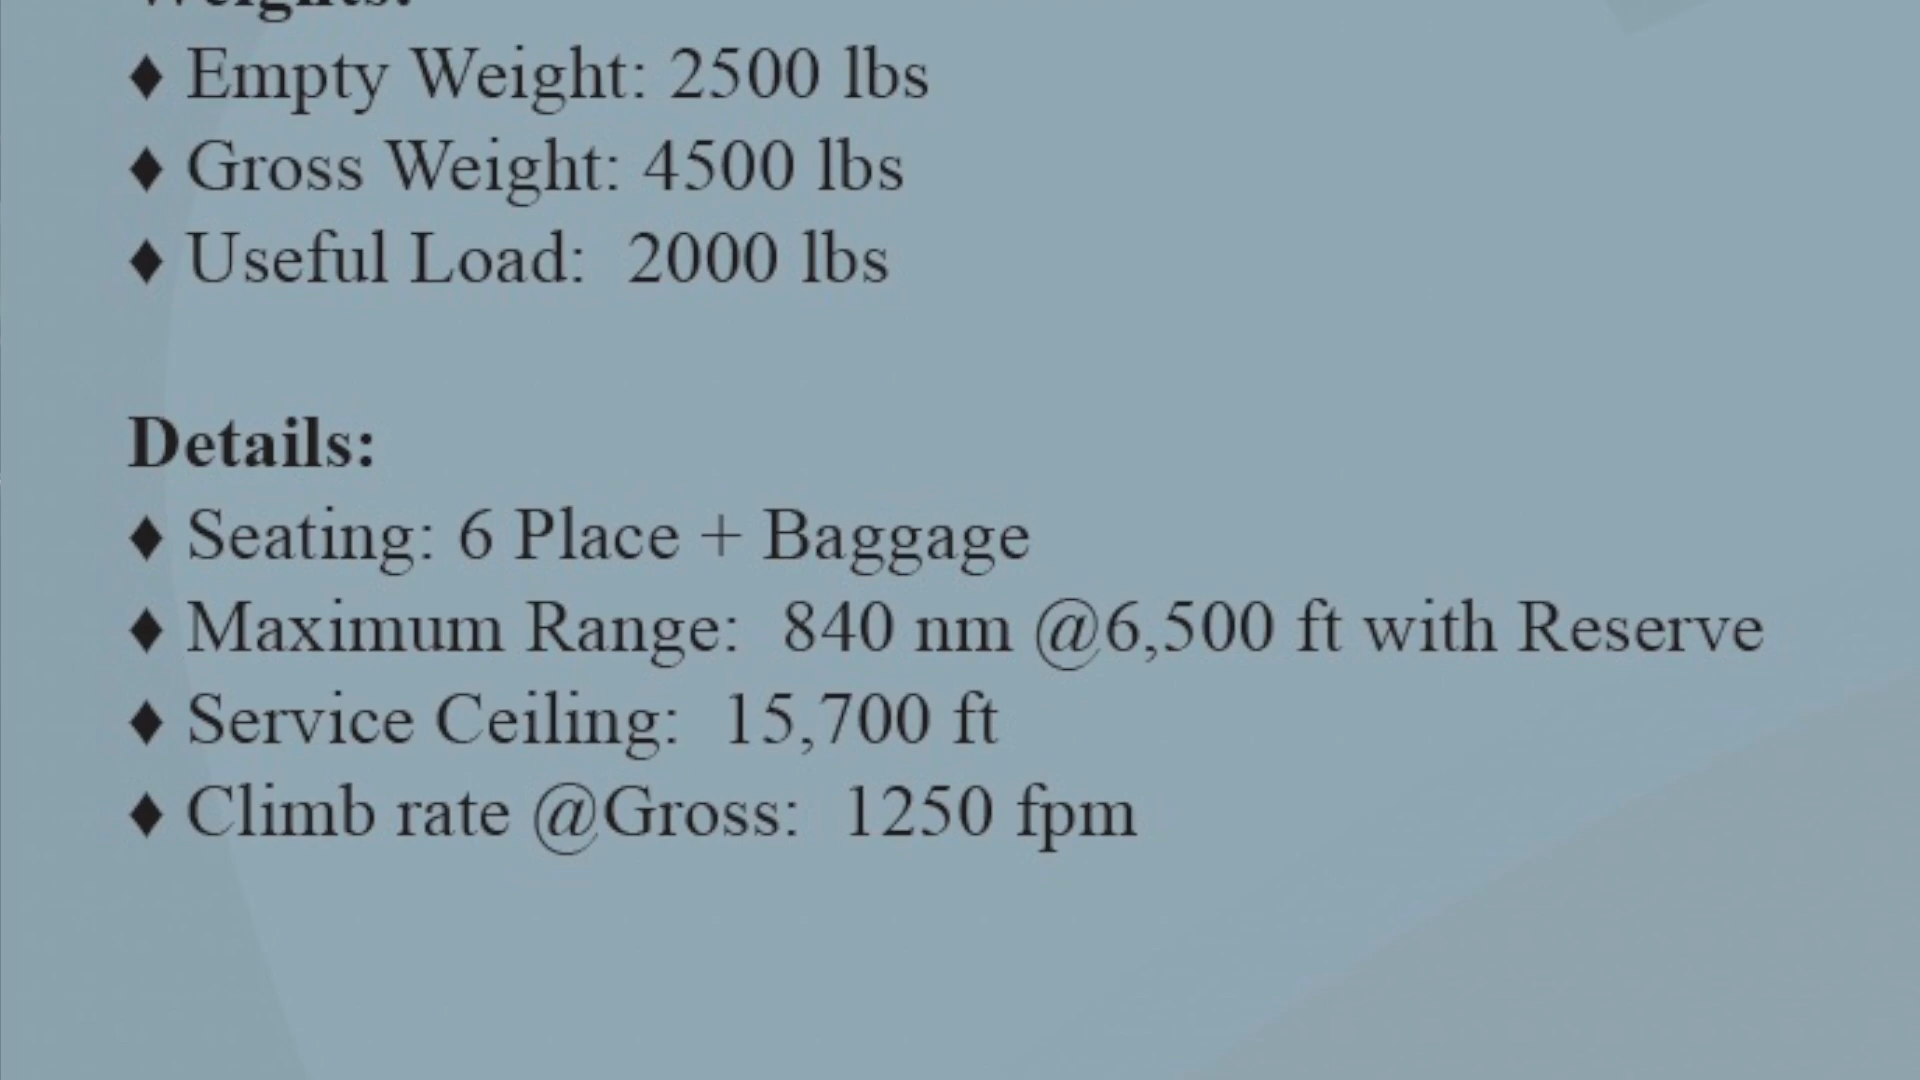 Weights:
♦ Empty Weight: 2500 lbs
♦ Gross Weight: 4500 lbs
♦ Useful Load: 2000 lbs
Details:
♦ Seating: 6 Place + Baggage
♦ Maximum Range: 840 nm @6,500 ft with Reserve
♦ Service Ceiling: 15,700 ft
♦ Climb rate @Gross: 1250 fpm